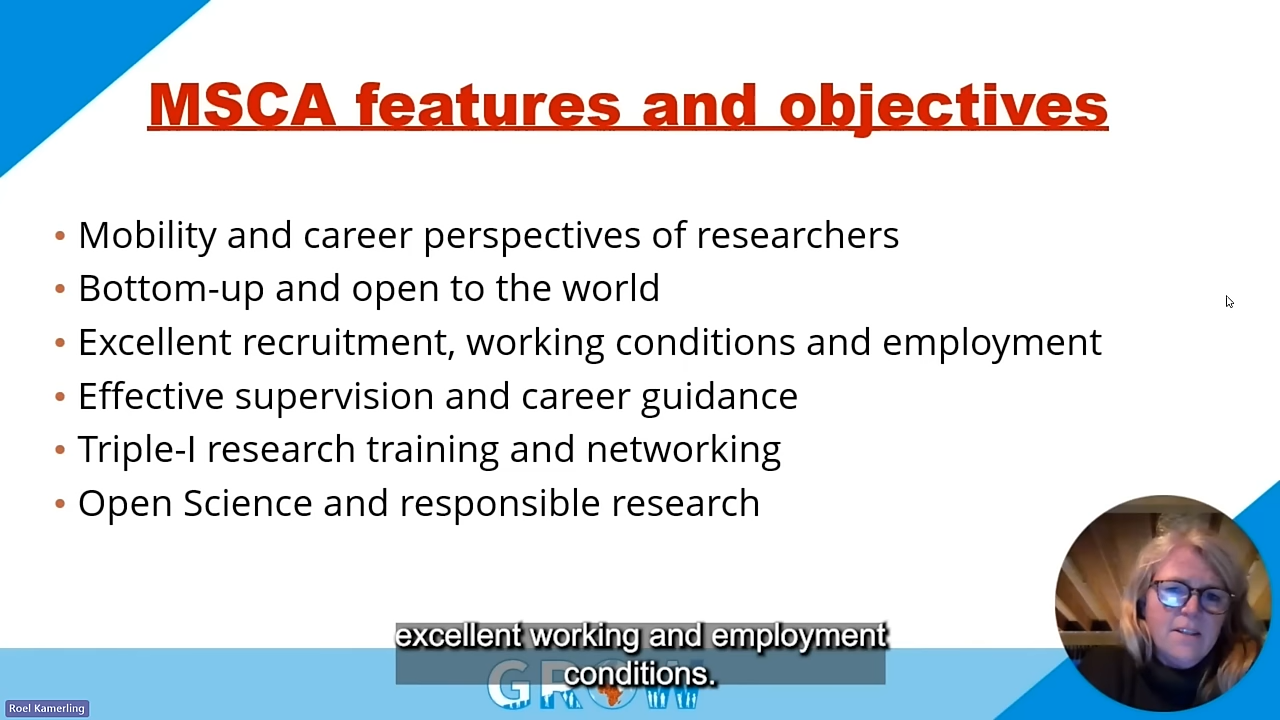 MSCA features and objectives
• Mobility and career perspectives of researchers
• Bottom-up and open to the world
• Excellent recruitment, working conditions and employment
• Effective supervision and career guidance
• Triple-I research training and networking
• Open Science and responsible research
excellent working and employment
conditions.
GROW
Roel Kamerling